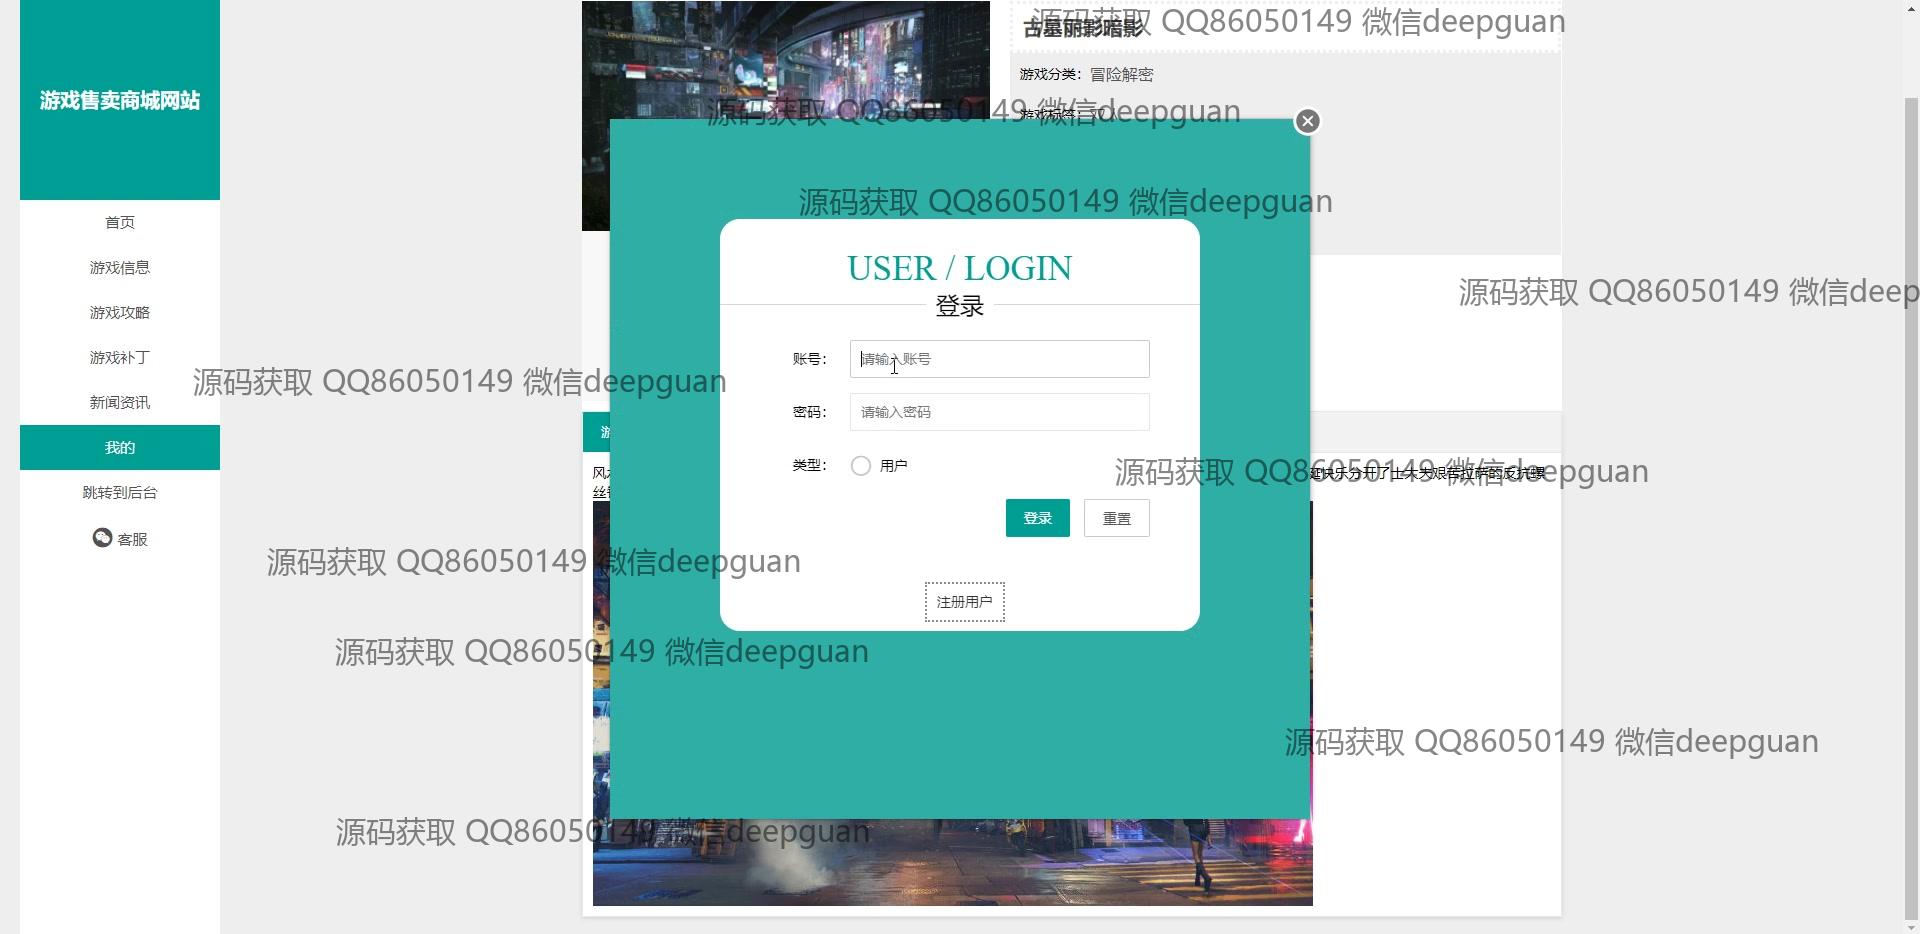 游戏售卖商城网站
首页
游戏信息
游戏攻略
游戏补丁
新闻资讯
我的
跳转到后台
客服
古墓丽影暗影
游戏分类：冒险解密
游戏标签：双人
USER / LOGIN
登录
账号：
请输入账号
密码：
请输入密码
类型：
用户
登录
重置
注册用户
游
风
丝
源码获取 QQ86050149 微信deepguan
源码获取 QQ86050149 微信deepguan
源码获取 QQ86050149 微信deepguan
源码获取 QQ86050149 微信deep
源码获取 QQ86050149 微信deepguan
源码获取 QQ86050149 微信deepguan
源码获取 QQ86050149 微信deepguan
源码获取 QQ86050149 微信deepguan
源码获取 QQ86050149 微信deepguan
源码获取 QQ86050149 微信deepguan